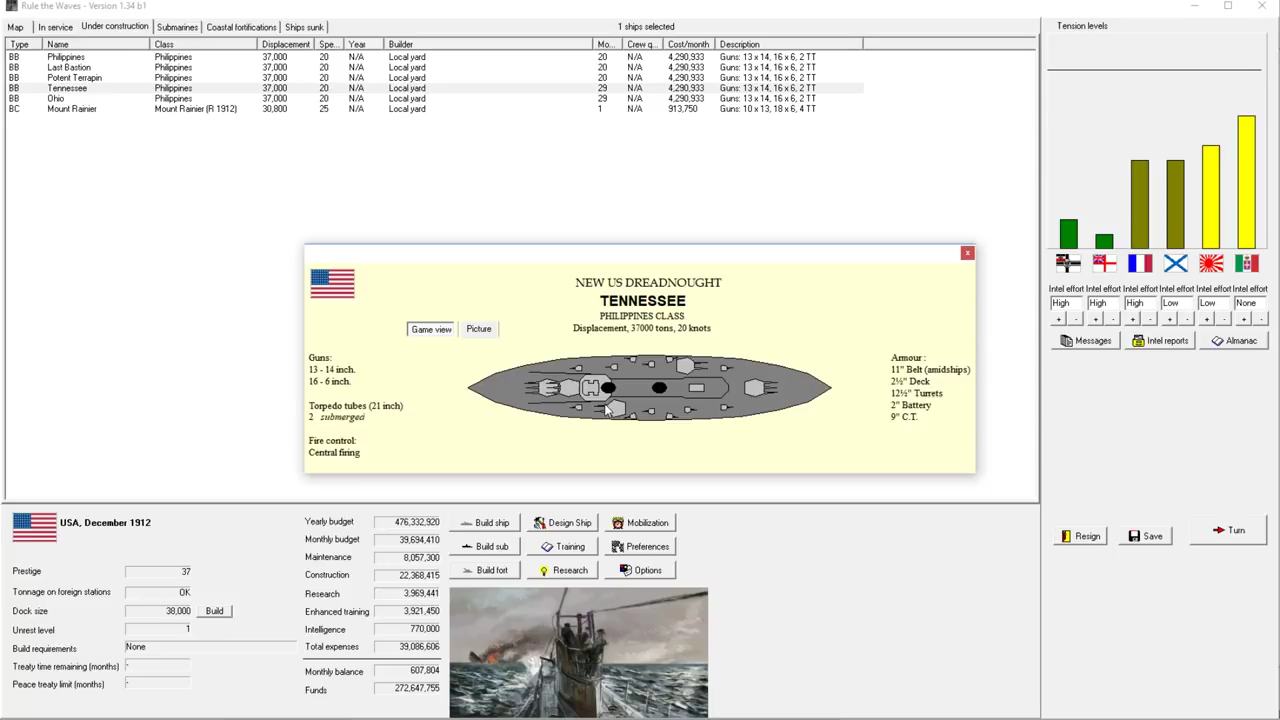 Rule the Waves - Version 1.34 b1
Map In service Under construction Submarines Coastal fortifications Ships sunk 1 ships selected
Type Name Class Displacement Spe... Year Builder Mo... Crew q... Cost/month Description
BB Philippines Philippines 37,000 20 N/A Local yard 20 N/A 4,290,933 Guns: 13 x 14, 16 x 6, 2 TT
BB Last Bastion Philippines 37,000 20 N/A Local yard 20 N/A 4,290,933 Guns: 13 x 14, 16 x 6, 2 TT
BB Potent Terrapin Philippines 37,000 20 N/A Local yard 20 N/A 4,290,933 Guns: 13 x 14, 16 x 6, 2 TT
BB Tennessee Philippines 37,000 20 N/A Local yard 29 N/A 4,290,933 Guns: 13 x 14, 16 x 6, 2 TT
BB Ohio Philippines 37,000 20 N/A Local yard 29 N/A 4,290,933 Guns: 13 x 14, 16 x 6, 2 TT
BC Mount Rainier Mount Rainier (R 1912) 30,800 25 N/A Local yard 1 N/A 913,750 Guns: 10 x 13, 18 x 6, 4 TT
Tension levels
Intel effort Intel effort Intel effort Intel effort Intel effort Intel effort
High High High Low Low None
+ - + - + - + - + - + -
Messages Intel reports Almanac
Resign Save Turn
NEW US DREADNOUGHT
TENNESSEE
PHILIPPINES CLASS
Displacement, 37000 tons, 20 knots
Game view Picture
Guns:
13 - 14 inch.
16 - 6 inch.
Torpedo tubes (21 inch)
2 submerged
Fire control:
Central firing
Armour :
11" Belt (amidships)
2½" Deck
12½" Turrets
2" Battery
9" C.T.
USA, December 1912
Prestige 37
Tonnage on foreign stations OK
Dock size 38,000 Build
Unrest level 1
Build requirements None
Treaty time remaining (months) -
Peace treaty limit (months) -
Yearly budget 476,332,920
Monthly budget 39,694,410
Maintenance 8,057,300
Construction 22,368,415
Research 3,969,441
Enhanced training 3,921,450
Intelligence 770,000
Total expenses 39,086,606
Monthly balance 607,804
Funds 272,647,755
Build ship Design Ship Mobilization
Build sub Training Preferences
Build fort Research Options